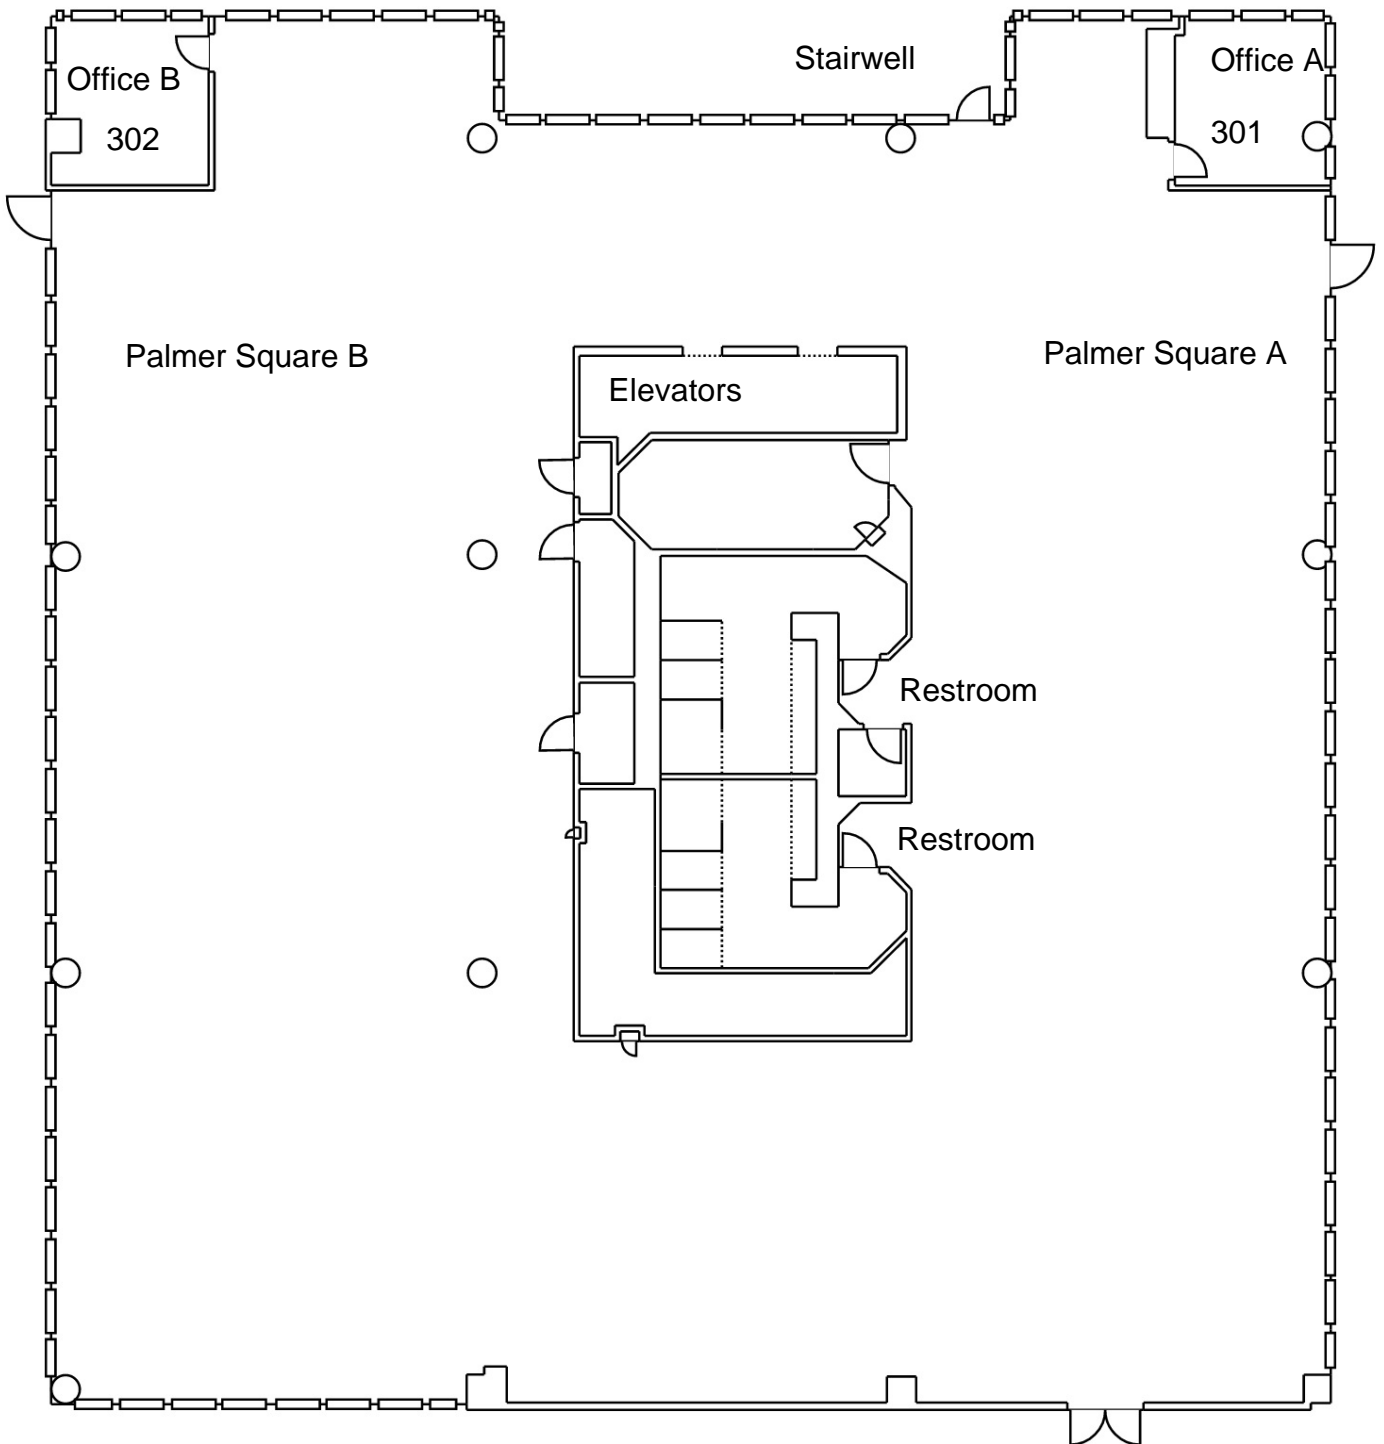 Stairwell
Office A
Office B
301
302
Palmer Square B
Palmer Square A
Elevators
Restroom
Restroom